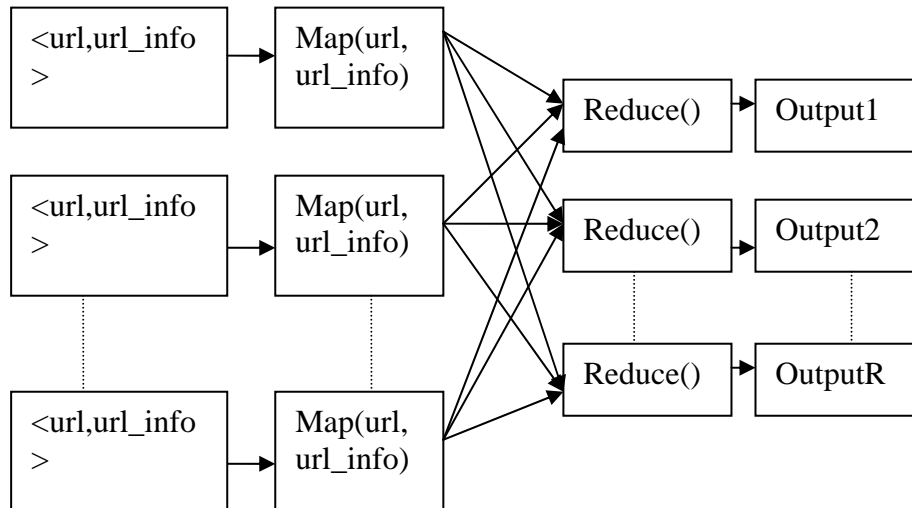 <url,url_info
>
Map(url,
url_info)
Reduce()
Output1
<url,url_info
>
Map(url,
url_info)
Reduce()
Output2
<url,url_info
>
Map(url,
url_info)
Reduce()
OutputR